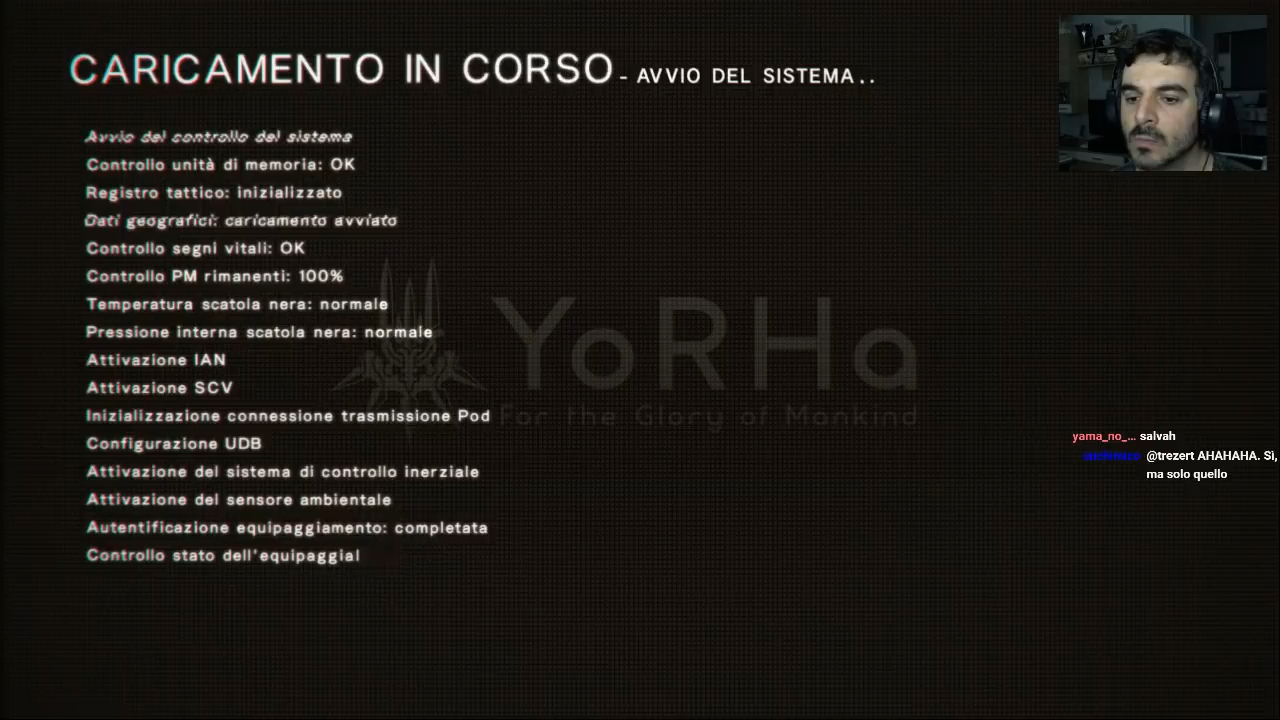 CARICAMENTO IN CORSO - AVVIO DEL SISTEMA..
Avvio del controllo del sistema
Controllo unità di memoria: OK
Registro tattico: inizializzato
Dati geografici: caricamento avviato
Controllo segni vitali: OK
Controllo PM rimanenti: 100%
Temperatura scatola nera: normale
Pressione interna scatola nera: normale
Attivazione IAN
Attivazione SCV
Inizializzazione connessione trasmissione Pod
Configurazione UDB
Attivazione del sistema di controllo inerziale
Attivazione del sensore ambientale
Autentificazione equipaggiamento: completata
Controllo stato dell'equipaggial
YoRHa
For the Glory of Mankind
yama_no_... salvah
@trezert AHAHAHA. Sì,
ma solo quello